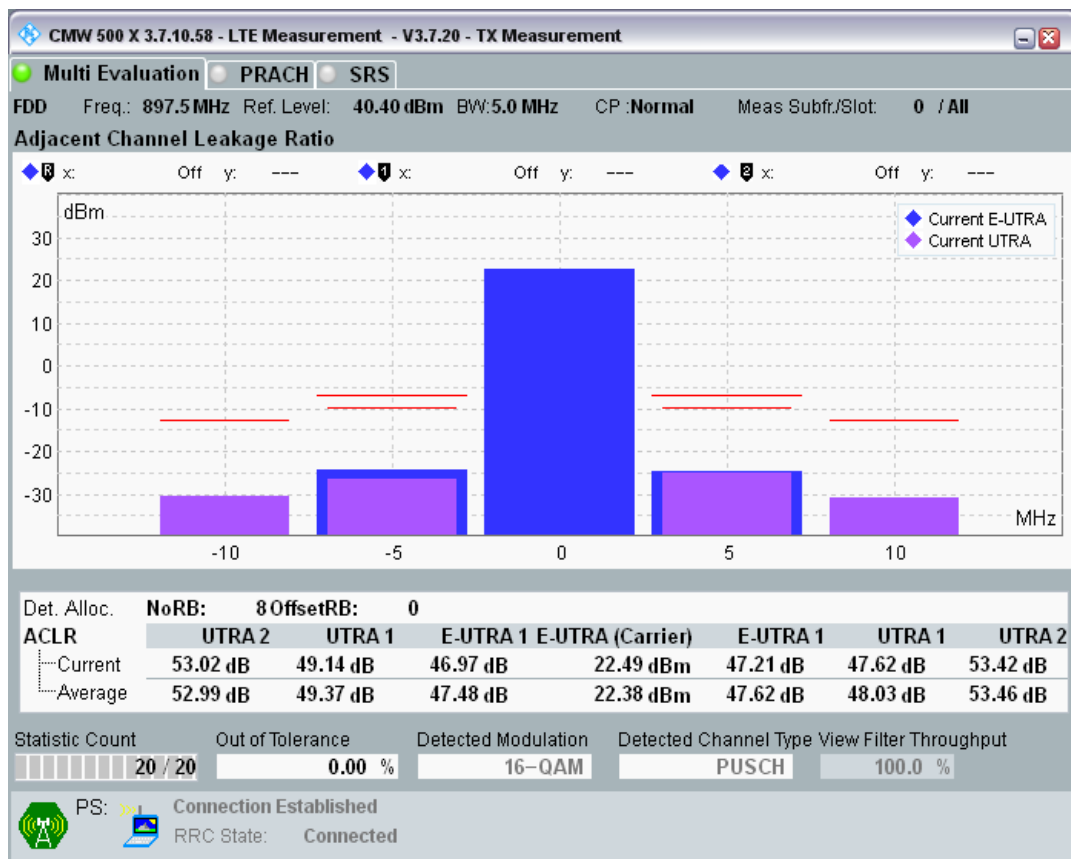 CMW 500 X 3.7.10.58 - LTE Measurement - V3.7.20 - TX Measurement
Multi Evaluation PRACH SRS
FDD Freq.: 897.5 MHz Ref. Level: 40.40 dBm BW:5.0 MHz CP :Normal Meas Subfr./Slot: 0 / All
Adjacent Channel Leakage Ratio
R x: Off y: --- 1 x: Off y: --- 2 x: Off y: ---
dBm
Current E-UTRA
Current UTRA
30
20
10
0
-10
-20
-30
MHz
-10 -5 0 5 10
Det. Alloc. NoRB: 8 OffsetRB: 0
ACLR UTRA 2 UTRA 1 E-UTRA 1 E-UTRA (Carrier) E-UTRA 1 UTRA 1 UTRA 2
Current 53.02 dB 49.14 dB 46.97 dB 22.49 dBm 47.21 dB 47.62 dB 53.42 dB
Average 52.99 dB 49.37 dB 47.48 dB 22.38 dBm 47.62 dB 48.03 dB 53.46 dB
Statistic Count Out of Tolerance Detected Modulation Detected Channel Type View Filter Throughput
20 / 20 0.00 % 16-QAM PUSCH 100.0 %
PS: Connection Established
RRC State: Connected